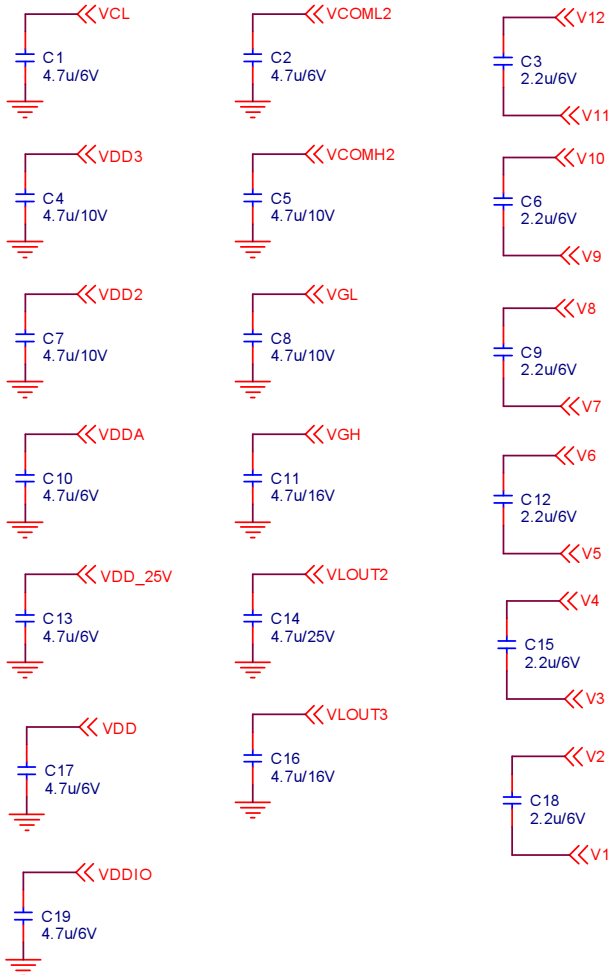 VCL
C1
4.7u/6V
VCOML2
C2
4.7u/6V
V12
C3
2.2u/6V
V11
VDD3
C4
4.7u/10V
VCOMH2
C5
4.7u/10V
V10
C6
2.2u/6V
V9
VDD2
C7
4.7u/10V
VGL
C8
4.7u/10V
V8
C9
2.2u/6V
V7
VDDA
C10
4.7u/6V
VGH
C11
4.7u/16V
V6
C12
2.2u/6V
V5
VDD_25V
C13
4.7u/6V
VLOUT2
C14
4.7u/25V
V4
C15
2.2u/6V
V3
VDD
C17
4.7u/6V
VLOUT3
C16
4.7u/16V
V2
C18
2.2u/6V
V1
VDDIO
C19
4.7u/6V